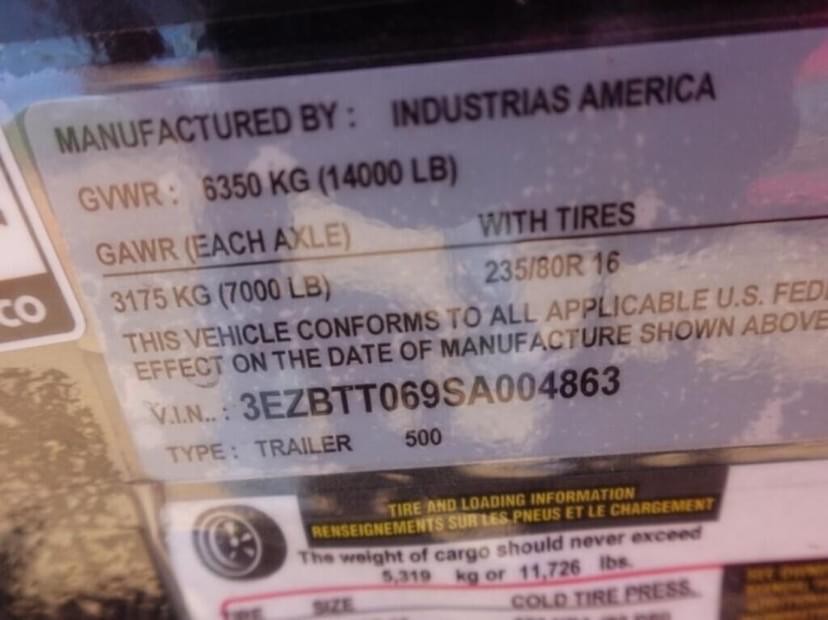 MANUFACTURED BY : INDUSTRIAS AMERICA
GVWR : 6350 KG (14000 LB)
GAWR (EACH AXLE) WITH TIRES
3175 KG (7000 LB) 235/80R 16
THIS VEHICLE CONFORMS TO ALL APPLICABLE U.S. FED
EFFECT ON THE DATE OF MANUFACTURE SHOWN ABOVE
V.I.N.. : 3EZBTT069SA004863
TYPE : TRAILER 500
CO
TIRE AND LOADING INFORMATION
RENSEIGNEMENTS SUR LES PNEUS ET LE CHARGEMENT
The weight of cargo should never exceed
5,319 kg or 11,726 lbs.
SIZE COLD TIRE PRESS.